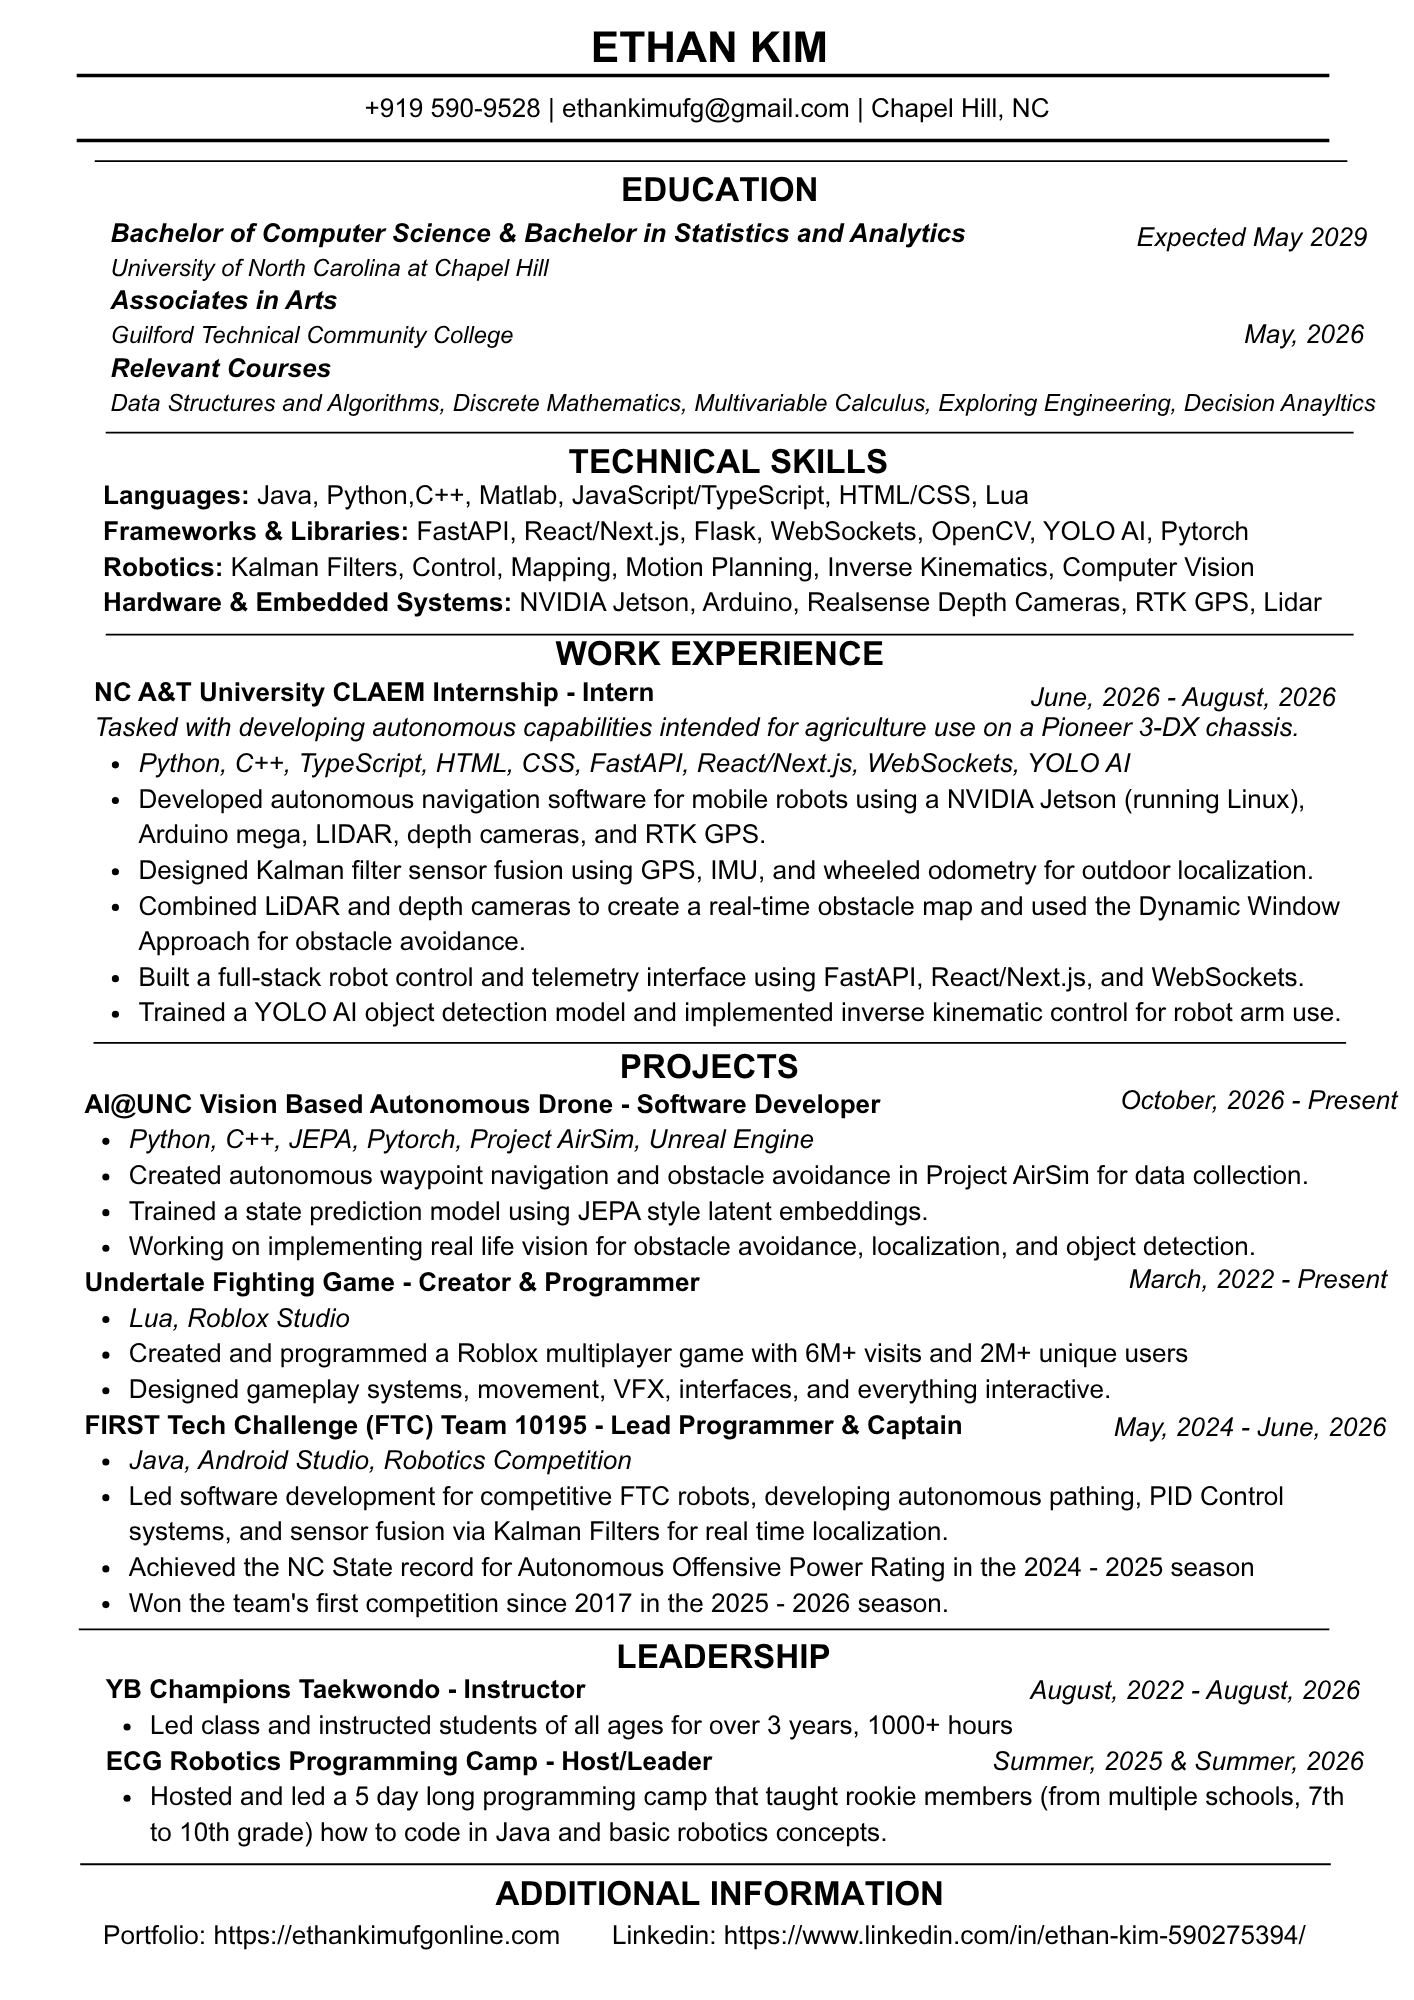 ETHAN KIM
+919 590-9528 | ethankimufg@gmail.com | Chapel Hill, NC
EDUCATION
Bachelor of Computer Science & Bachelor in Statistics and Analytics Expected May 2029
University of North Carolina at Chapel Hill
Associates in Arts
Guilford Technical Community College May, 2026
Relevant Courses
Data Structures and Algorithms, Discrete Mathematics, Multivariable Calculus, Exploring Engineering, Decision Anayltics
TECHNICAL SKILLS
Languages: Java, Python,C++, Matlab, JavaScript/TypeScript, HTML/CSS, Lua
Frameworks & Libraries: FastAPI, React/Next.js, Flask, WebSockets, OpenCV, YOLO AI, Pytorch
Robotics: Kalman Filters, Control, Mapping, Motion Planning, Inverse Kinematics, Computer Vision
Hardware & Embedded Systems: NVIDIA Jetson, Arduino, Realsense Depth Cameras, RTK GPS, Lidar
WORK EXPERIENCE
NC A&T University CLAEM Internship - Intern June, 2026 - August, 2026
Tasked with developing autonomous capabilities intended for agriculture use on a Pioneer 3-DX chassis.
• Python, C++, TypeScript, HTML, CSS, FastAPI, React/Next.js, WebSockets, YOLO AI
• Developed autonomous navigation software for mobile robots using a NVIDIA Jetson (running Linux),
Arduino mega, LIDAR, depth cameras, and RTK GPS.
• Designed Kalman filter sensor fusion using GPS, IMU, and wheeled odometry for outdoor localization.
• Combined LiDAR and depth cameras to create a real-time obstacle map and used the Dynamic Window
Approach for obstacle avoidance.
• Built a full-stack robot control and telemetry interface using FastAPI, React/Next.js, and WebSockets.
• Trained a YOLO AI object detection model and implemented inverse kinematic control for robot arm use.
PROJECTS
AI@UNC Vision Based Autonomous Drone - Software Developer October, 2026 - Present
• Python, C++, JEPA, Pytorch, Project AirSim, Unreal Engine
• Created autonomous waypoint navigation and obstacle avoidance in Project AirSim for data collection.
• Trained a state prediction model using JEPA style latent embeddings.
• Working on implementing real life vision for obstacle avoidance, localization, and object detection.
Undertale Fighting Game - Creator & Programmer March, 2022 - Present
• Lua, Roblox Studio
• Created and programmed a Roblox multiplayer game with 6M+ visits and 2M+ unique users
• Designed gameplay systems, movement, VFX, interfaces, and everything interactive.
FIRST Tech Challenge (FTC) Team 10195 - Lead Programmer & Captain May, 2024 - June, 2026
• Java, Android Studio, Robotics Competition
• Led software development for competitive FTC robots, developing autonomous pathing, PID Control
systems, and sensor fusion via Kalman Filters for real time localization.
• Achieved the NC State record for Autonomous Offensive Power Rating in the 2024 - 2025 season
• Won the team's first competition since 2017 in the 2025 - 2026 season.
LEADERSHIP
YB Champions Taekwondo - Instructor August, 2022 - August, 2026
• Led class and instructed students of all ages for over 3 years, 1000+ hours
ECG Robotics Programming Camp - Host/Leader Summer, 2025 & Summer, 2026
• Hosted and led a 5 day long programming camp that taught rookie members (from multiple schools, 7th
to 10th grade) how to code in Java and basic robotics concepts.
ADDITIONAL INFORMATION
Portfolio: https://ethankimufgonline.com Linkedin: https://www.linkedin.com/in/ethan-kim-590275394/